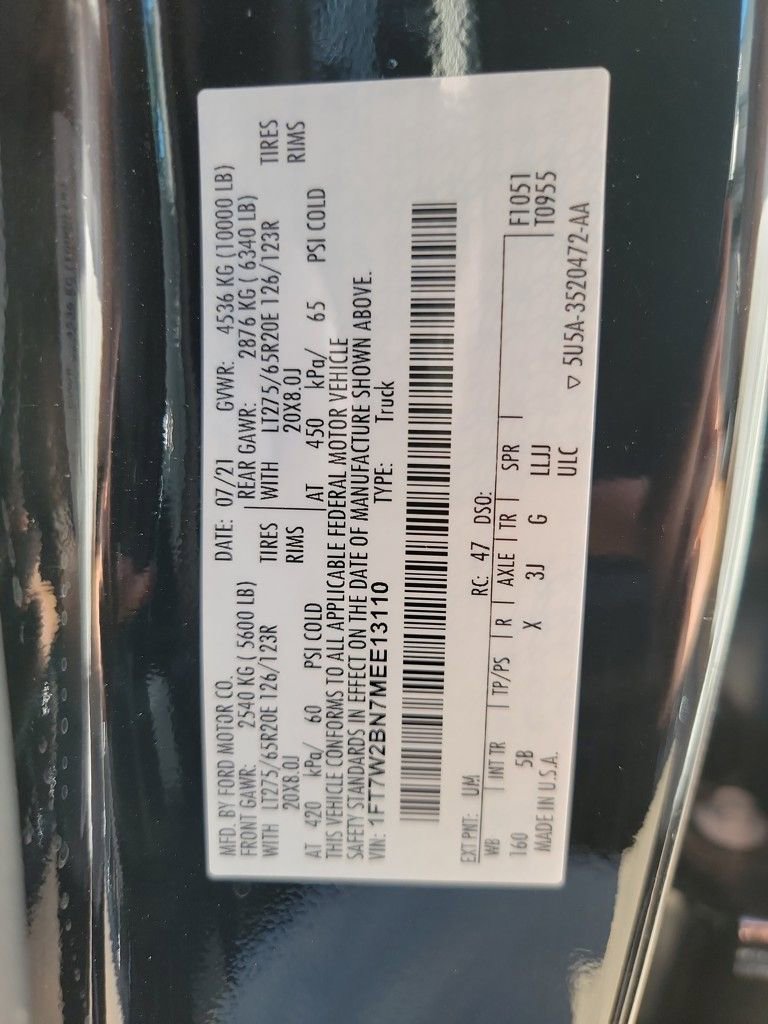 MFD. BY FORD MOTOR CO.
DATE: 07/21 GVWR: 4536 KG (10000 LB)
FRONT GAWR: 2540 KG ( 5600 LB)
REAR GAWR: 2876 KG ( 6340 LB)
WITH LT275/65R20E 126/123R TIRES
WITH LT275/65R20E 126/123R TIRES
20X8.0J RIMS
20X8.0J RIMS
AT 420 kPa/ 60 PSI COLD
AT 450 kPa/ 65 PSI COLD
THIS VEHICLE CONFORMS TO ALL APPLICABLE FEDERAL MOTOR VEHICLE
SAFETY STANDARDS IN EFFECT ON THE DATE OF MANUFACTURE SHOWN ABOVE.
VIN: 1FT7W2BN7MEE13110 TYPE: Truck
EXT PNT: UM RC: 47 DSO:
WB INT TR TP/PS R AXLE TR SPR F1051
160 5B X 3J G LLJJ T0955
MADE IN U.S.A. ULC ▽ 5U5A-3520472-AA